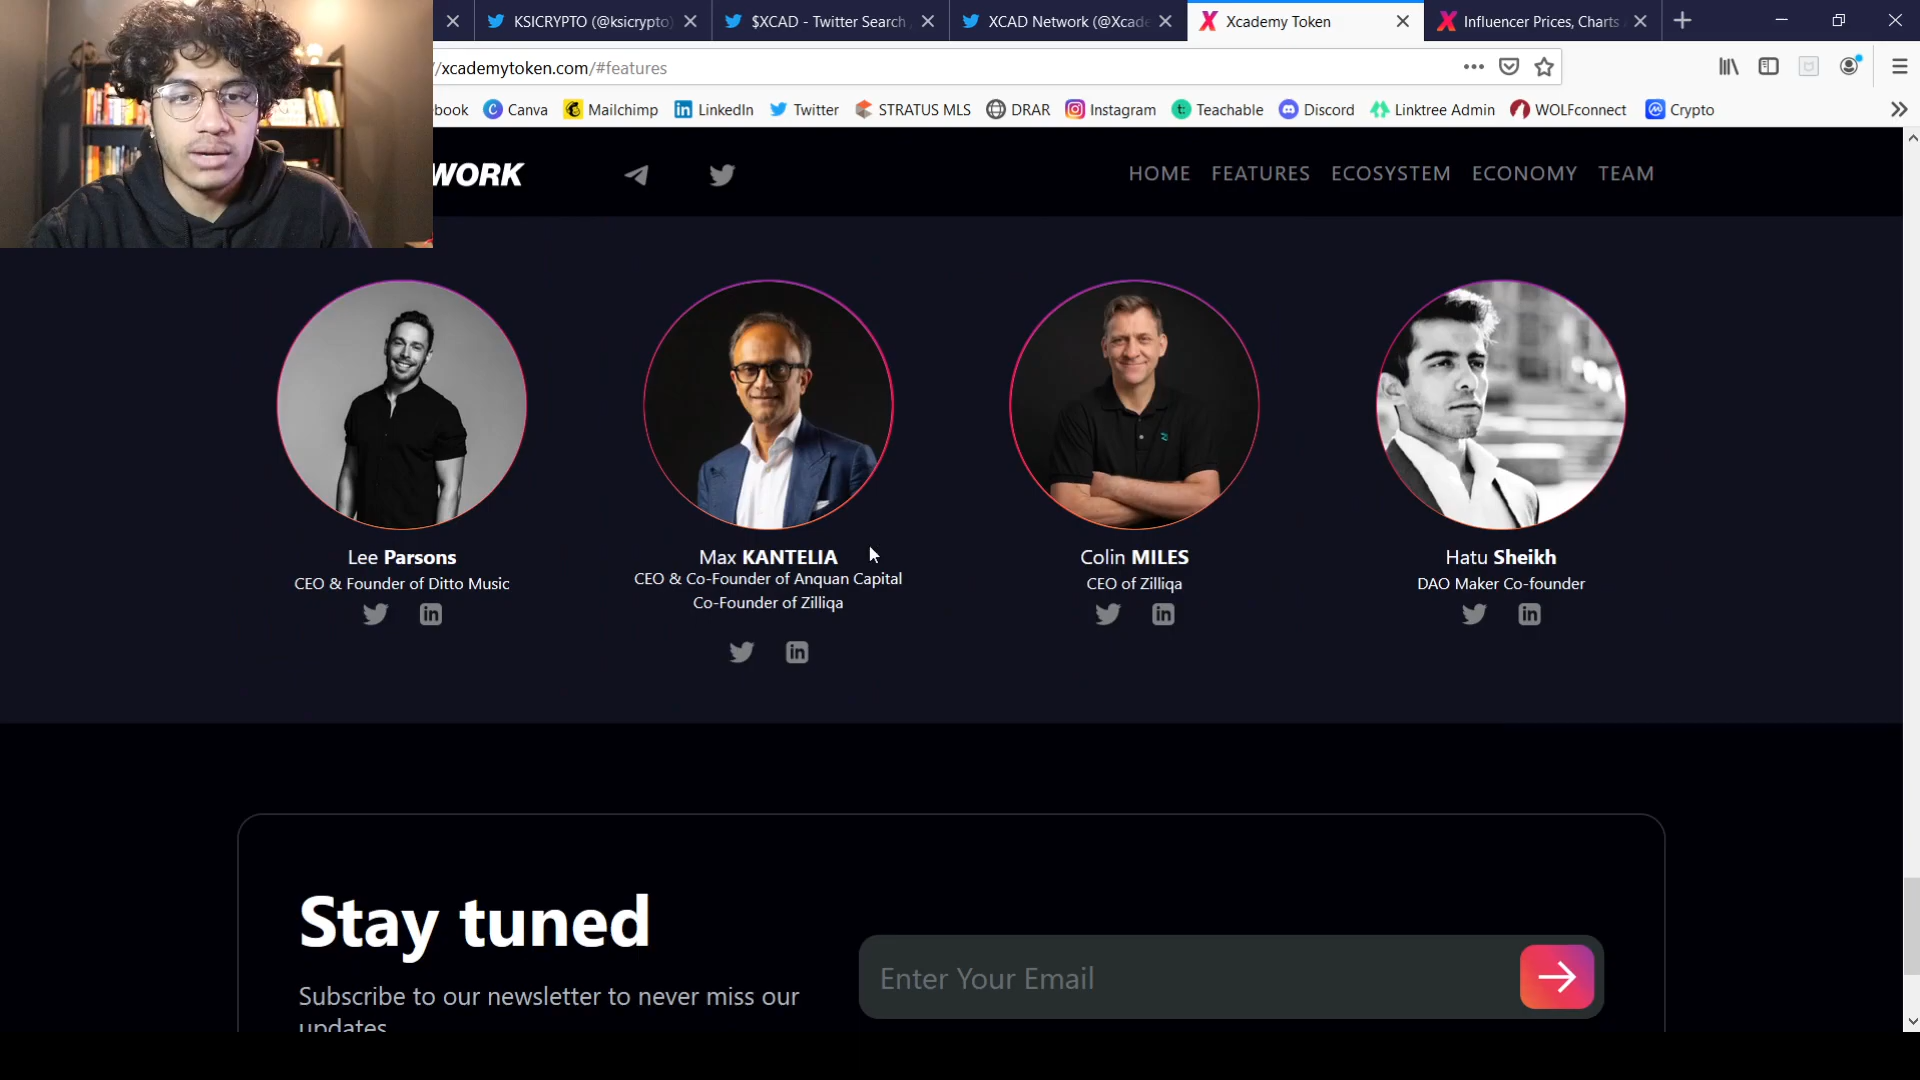 KSICRYPTO (@ksicrypto)
$XCAD - Twitter Search
XCAD Network (@Xcade
Xcademy Token
Influencer Prices, Charts
/xcademytoken.com/#features
book
Canva
Mailchimp
LinkedIn
Twitter
STRATUS MLS
DRAR
Instagram
Teachable
Discord
Linktree Admin
WOLFconnect
Crypto
WORK
HOME
FEATURES
ECOSYSTEM
ECONOMY
TEAM
Lee Parsons
CEO & Founder of Ditto Music
Max KANTELIA
CEO & Co-Founder of Anquan Capital
Co-Founder of Zilliqa
Colin MILES
CEO of Zilliqa
Hatu Sheikh
DAO Maker Co-founder
Stay tuned
Subscribe to our newsletter to never miss our
updates
Enter Your Email